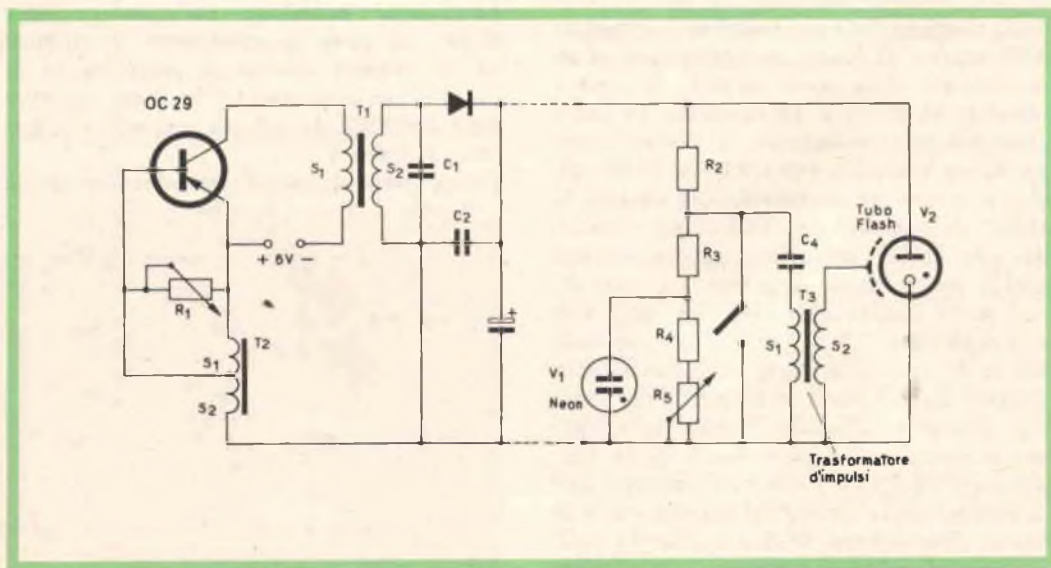 OC 29
T1
S1
S2
C1
C2
+ 6V -
R1
T2
S1
S2
+
R2
R3
R4
R5
V1
Neon
C4
T3
S1
S2
Tubo
Flash
V2
Trasformatore
d'impulsi